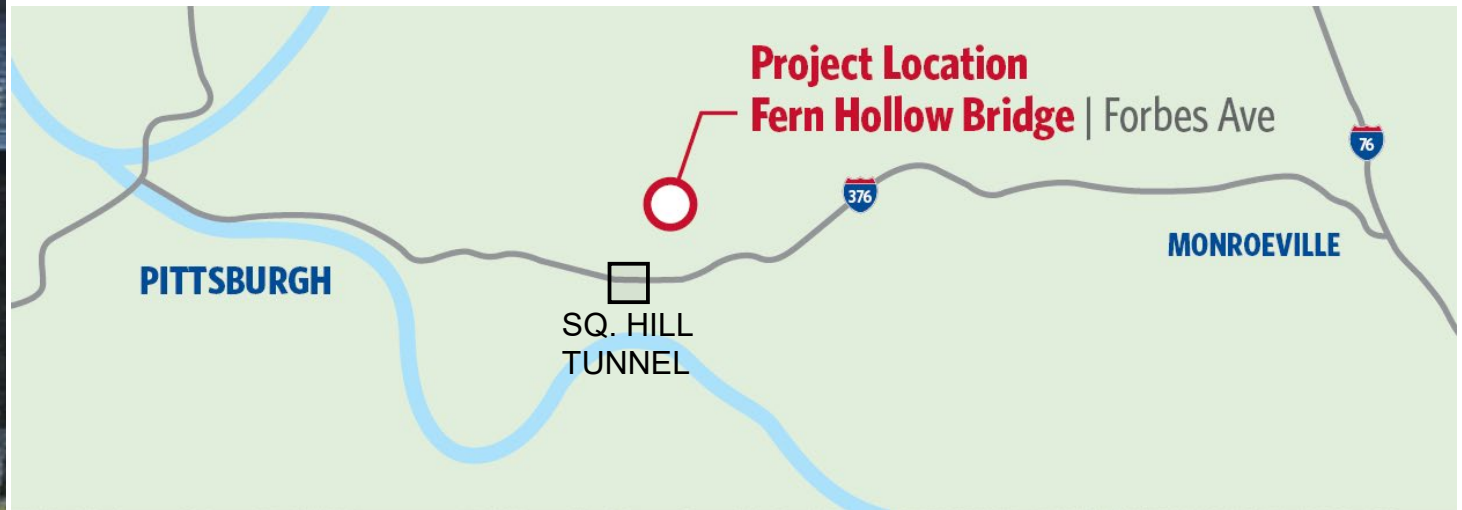 Project Location
Fern Hollow Bridge | Forbes Ave
76
376
MONROEVILLE
PITTSBURGH
SQ. HILL
TUNNEL